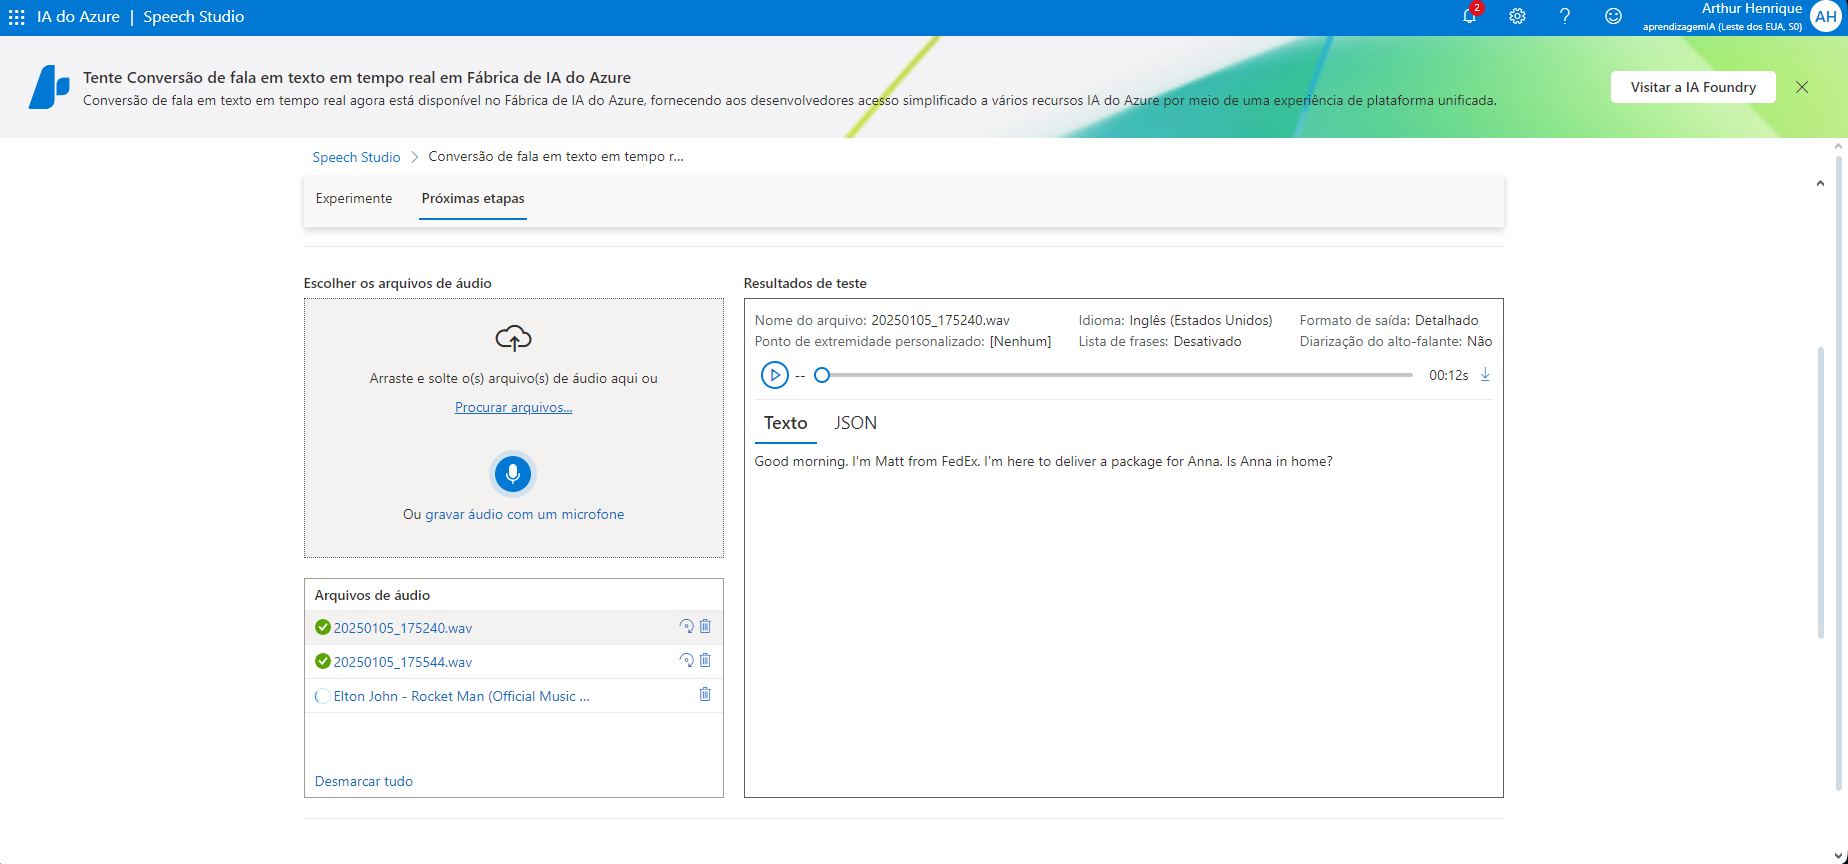 IA do Azure | Speech Studio
2
Arthur Henrique
aprendizagemIA (Leste dos EUA, S0)
AH
Tente Conversão de fala em texto em tempo real em Fábrica de IA do Azure
Conversão de fala em texto em tempo real agora está disponível no Fábrica de IA do Azure, fornecendo aos desenvolvedores acesso simplificado a vários recursos IA do Azure por meio de uma experiência de plataforma unificada.
Visitar a IA Foundry
Speech Studio > Conversão de fala em texto em tempo r...
Experimente Próximas etapas
Escolher os arquivos de áudio
Arraste e solte o(s) arquivo(s) de áudio aqui ou
Procurar arquivos...
Ou gravar áudio com um microfone
Arquivos de áudio
20250105_175240.wav
20250105_175544.wav
Elton John - Rocket Man (Official Music ...
Desmarcar tudo
Resultados de teste
Nome do arquivo: 20250105_175240.wav Idioma: Inglês (Estados Unidos) Formato de saída: Detalhado
Ponto de extremidade personalizado: [Nenhum] Lista de frases: Desativado Diarização do alto-falante: Não
-- 00:12s
Texto JSON
Good morning. I'm Matt from FedEx. I'm here to deliver a package for Anna. Is Anna in home?